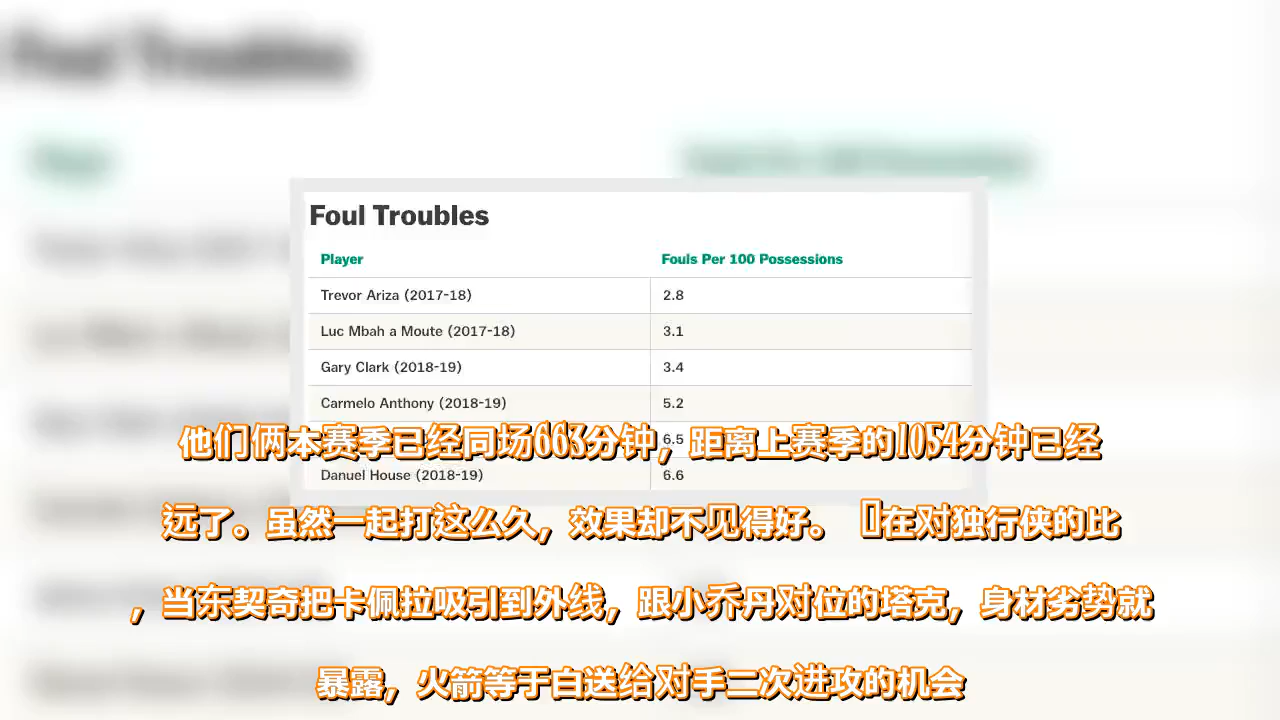 Foul Troubles
Player Fouls Per 100 Possessions
Trevor Ariza (2017-18) 2.8
Luc Mbah a Moute (2017-18) 3.1
Gary Clark (2018-19) 3.4
Carmelo Anthony (2018-19) 5.2
6.5
他们俩本赛季已经同场663分钟，距离上赛季的1054分钟已经
Danuel House (2018-19) 6.6
远了。虽然一起打这么久，效果却不见得好。 在对独行侠的比
，当东契奇把卡佩拉吸引到外线，跟小乔丹对位的塔克，身材劣势就
暴露，火箭等于白送给对手二次进攻的机会